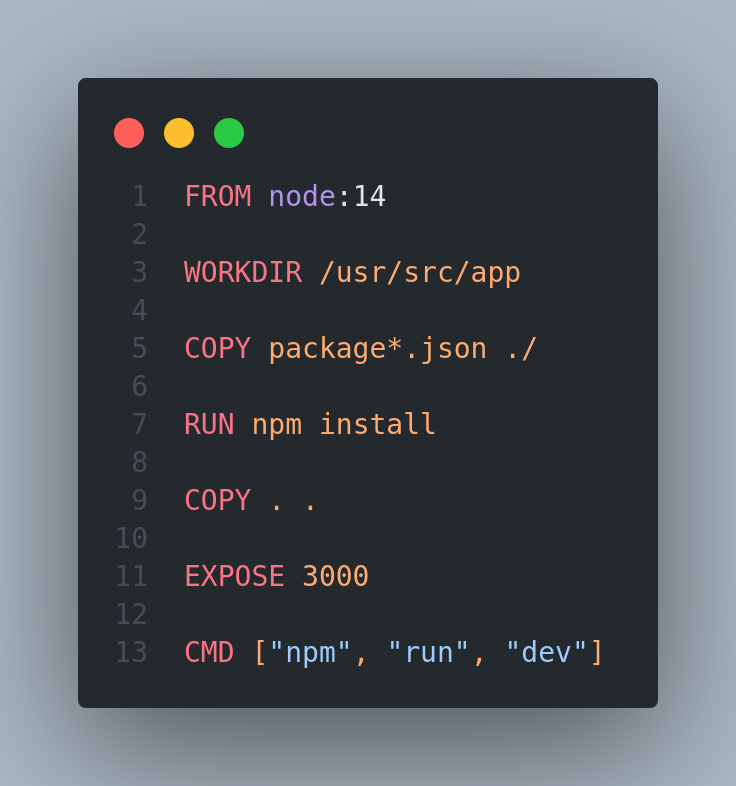 1 FROM node:14
2
3 WORKDIR /usr/src/app
4
5 COPY package*.json ./
6
7 RUN npm install
8
9 COPY . .
10
11 EXPOSE 3000
12
13 CMD ["npm", "run", "dev"]